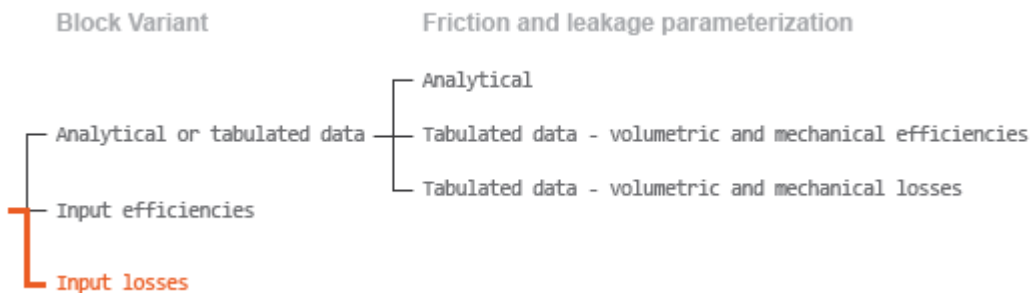 Block Variant    Friction and leakage parameterization
Analytical
Analytical or tabulated data    Tabulated data - volumetric and mechanical efficiencies
Tabulated data - volumetric and mechanical losses
Input efficiencies
Input losses